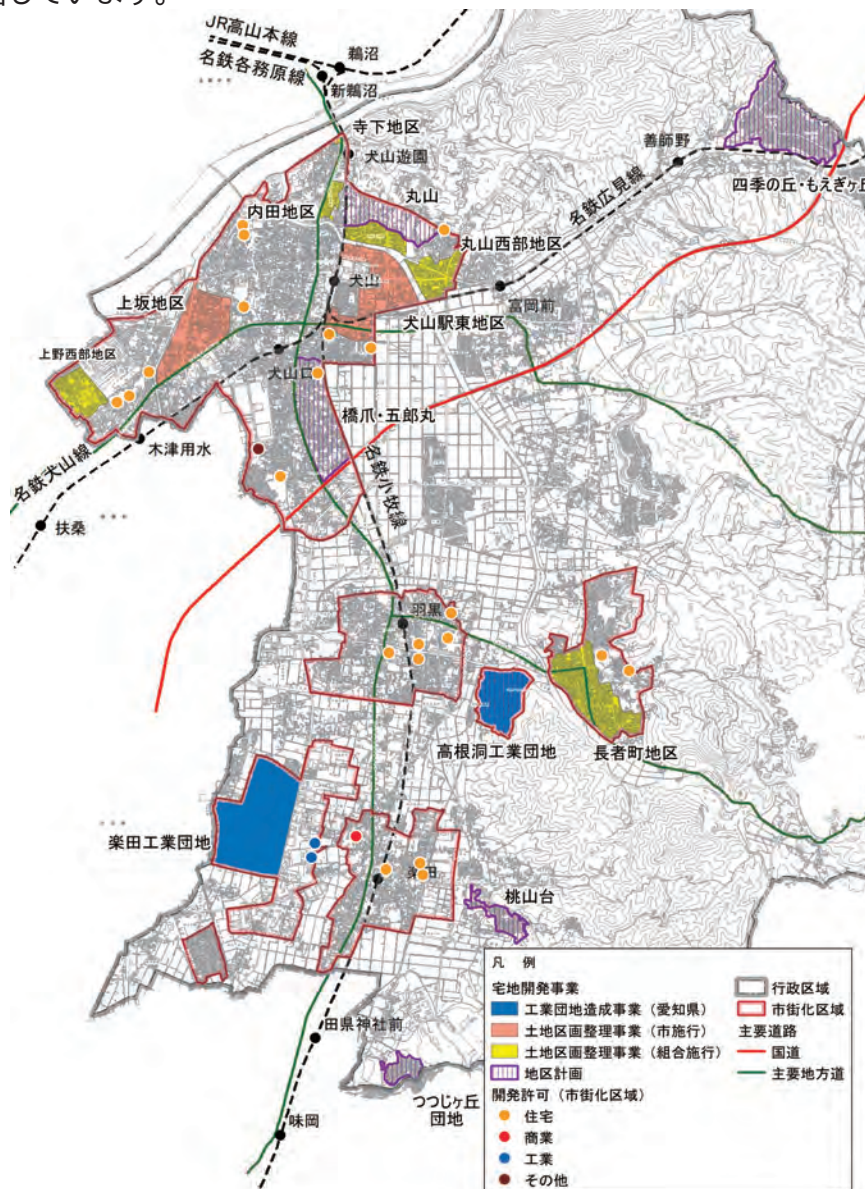 出しています。
JR高山本線
名鉄各務原線
鵜沼
新鵜沼
寺下地区
犬山遊園
善師野
四季の丘・もえぎヶ丘
丸山
名鉄広見線
内田地区
丸山西部地区
犬山
富岡前
上坂地区
犬山駅東地区
上野西部地区
犬山口
橋爪・五郎丸
木津用水
名鉄犬山線
名鉄小牧線
扶桑
羽黒
高根洞工業団地
長者町地区
楽田工業団地
楽田
桃山台
田県神社前
つつじヶ丘
団地
味岡
凡 例
宅地開発事業
工業団地造成事業(愛知県)
土地区画整理事業(市施行)
土地区画整理事業(組合施行)
地区計画
開発許可(市街化区域)
住宅
商業
工業
その他
行政区域
市街化区域
主要道路
国道
主要地方道